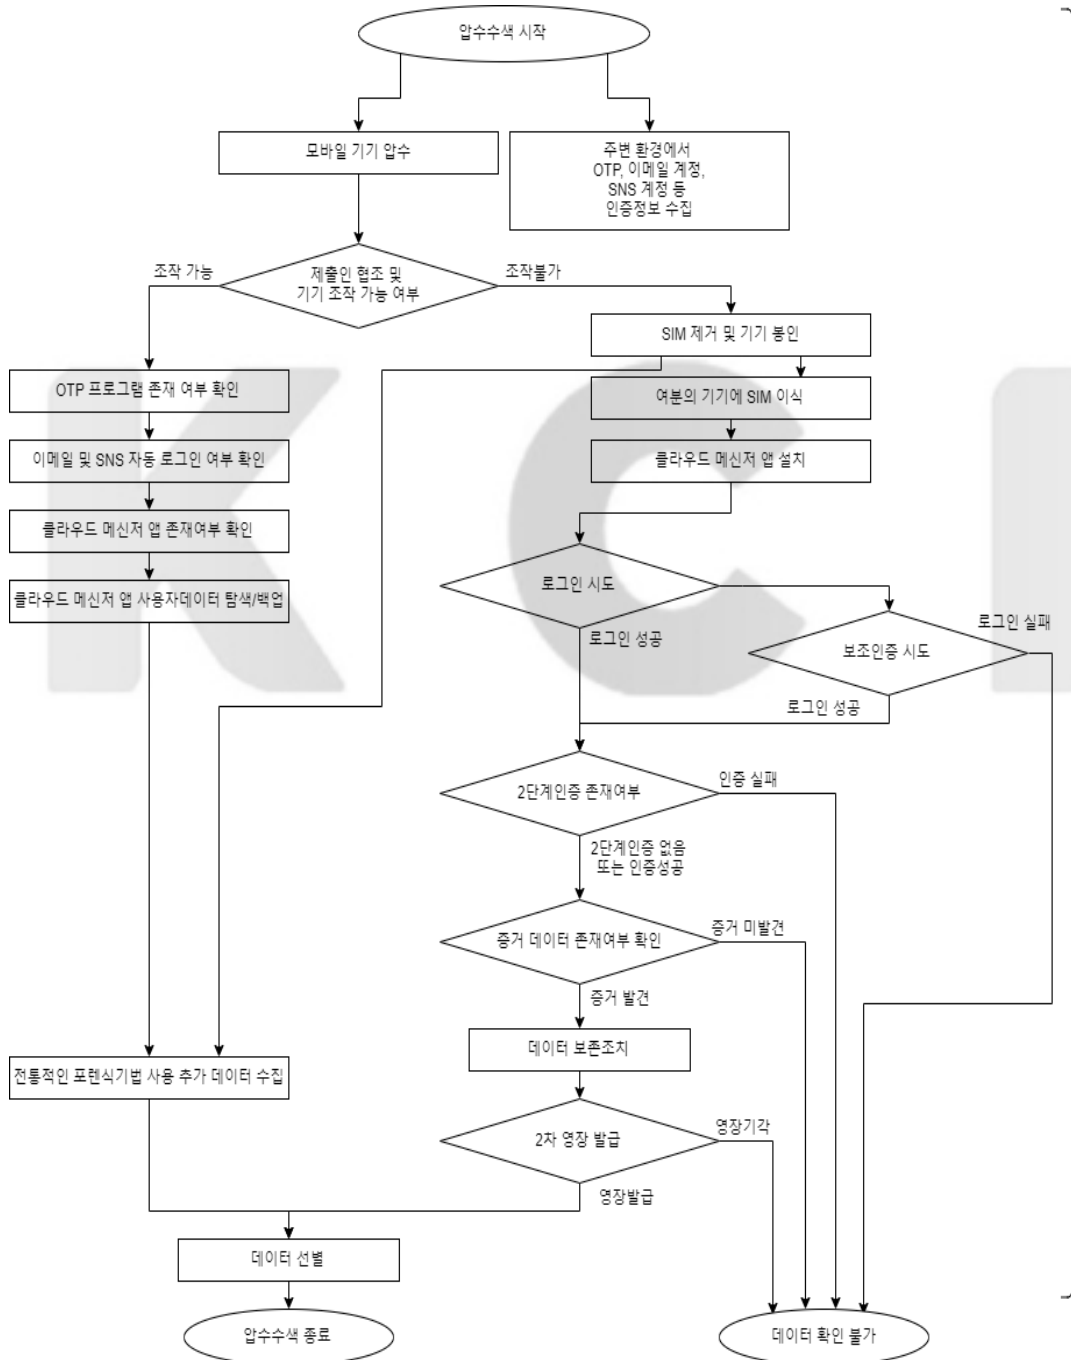 압수수색 시작
모바일 기기 압수
주변 환경에서
OTP, 이메일 계정,
SNS 계정 등
인증정보 수집
제출인 협조 및
기기 조작 가능 여부
조작 가능
조작불가
SIM 제거 및 기기 봉인
OTP 프로그램 존재 여부 확인
여분의 기기에 SIM 이식
이메일 및 SNS 자동 로그인 여부 확인
클라우드 메신저 앱 설치
클라우드 메신저 앱 존재여부 확인
클라우드 메신저 앱 사용자데이터 탐색/백업
로그인 시도
로그인 성공
로그인 실패
보조인증 시도
로그인 성공
2단계인증 존재여부
인증 실패
2단계인증 없음
또는 인증성공
증거 데이터 존재여부 확인
증거 미발견
증거 발견
데이터 보존조치
전통적인 포렌식기법 사용 추가 데이터 수집
2차 영장 발급
영장기각
영장발급
데이터 선별
압수수색 종료
데이터 확인 불가
KCI